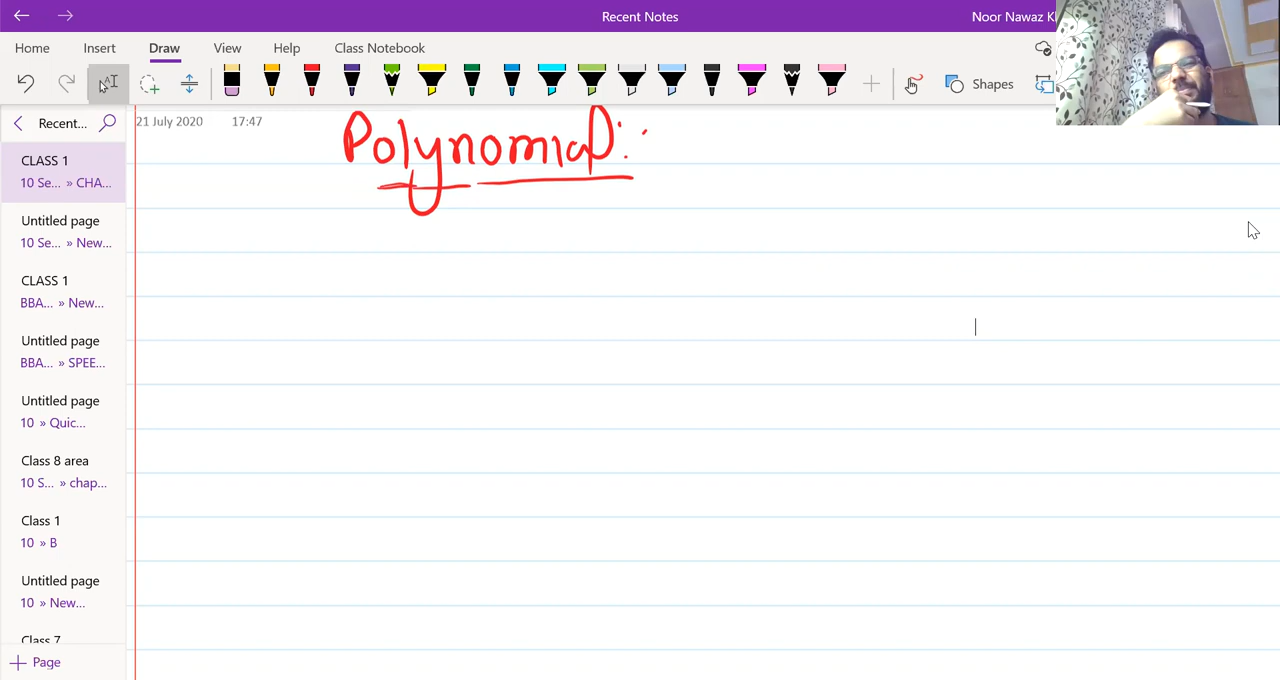 Recent Notes
Noor Nawaz K
Home Insert Draw View Help Class Notebook
Shapes
Recent...
21 July 2020 17:47
Polynomial:
CLASS 1
10 Se... » CHA...
Untitled page
10 Se... » New...
CLASS 1
BBA... » New...
Untitled page
BBA... » SPEE...
Untitled page
10 » Quic...
Class 8 area
10 S... » chap...
Class 1
10 » B
Untitled page
10 » New...
Class 7
+ Page